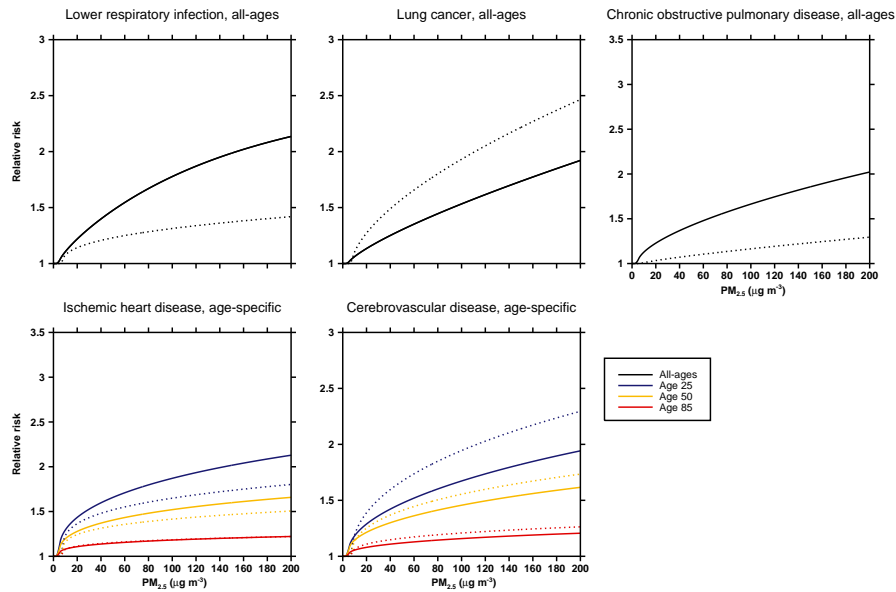 Lower respiratory infection, all-ages
Lung cancer, all-ages
Chronic obstructive pulmonary disease, all-ages
3
2.5
2
1.5
1
Relative risk
3
2.5
2
1.5
1
3.5
3
2.5
2
1.5
1
0 20 40 60 80 100 120 140 160 180 200
PM2.5 (μg m-3)
Ischemic heart disease, age-specific
Cerebrovascular disease, age-specific
3.5
3
2.5
2
1.5
1
Relative risk
0 20 40 60 80 100 120 140 160 180 200
PM2.5 (μg m-3)
3
2.5
2
1.5
1
0 20 40 60 80 100 120 140 160 180 200
PM2.5 (μg m-3)
All-ages
Age 25
Age 50
Age 85